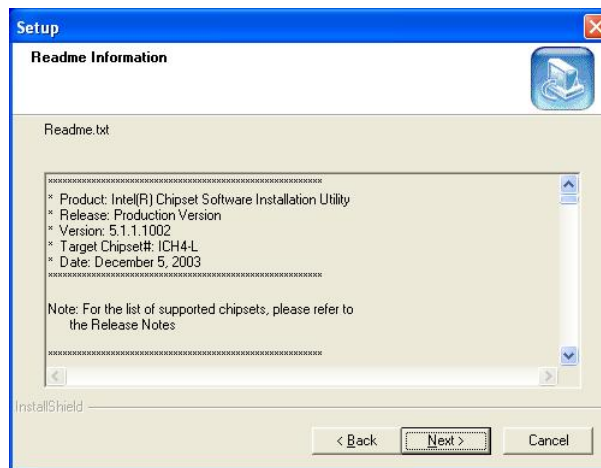 Setup
Readme Information
Readme.txt
××××××××××××××××××××××××××××××××××××××××××××××××××××××××
* Product: Intel(R) Chipset Software Installation Utility
* Release: Production Version
* Version: 5.1.1.1002
* Target Chipset#: ICH4-L
* Date: December 5, 2003
××××××××××××××××××××××××××××××××××××××××××××××××××××××××
Note: For the list of supported chipsets, please refer to
the Release Notes
××××××××××××××××××××××××××××××××××××××××××××××××××××××××
InstallShield
< Back
Next >
Cancel